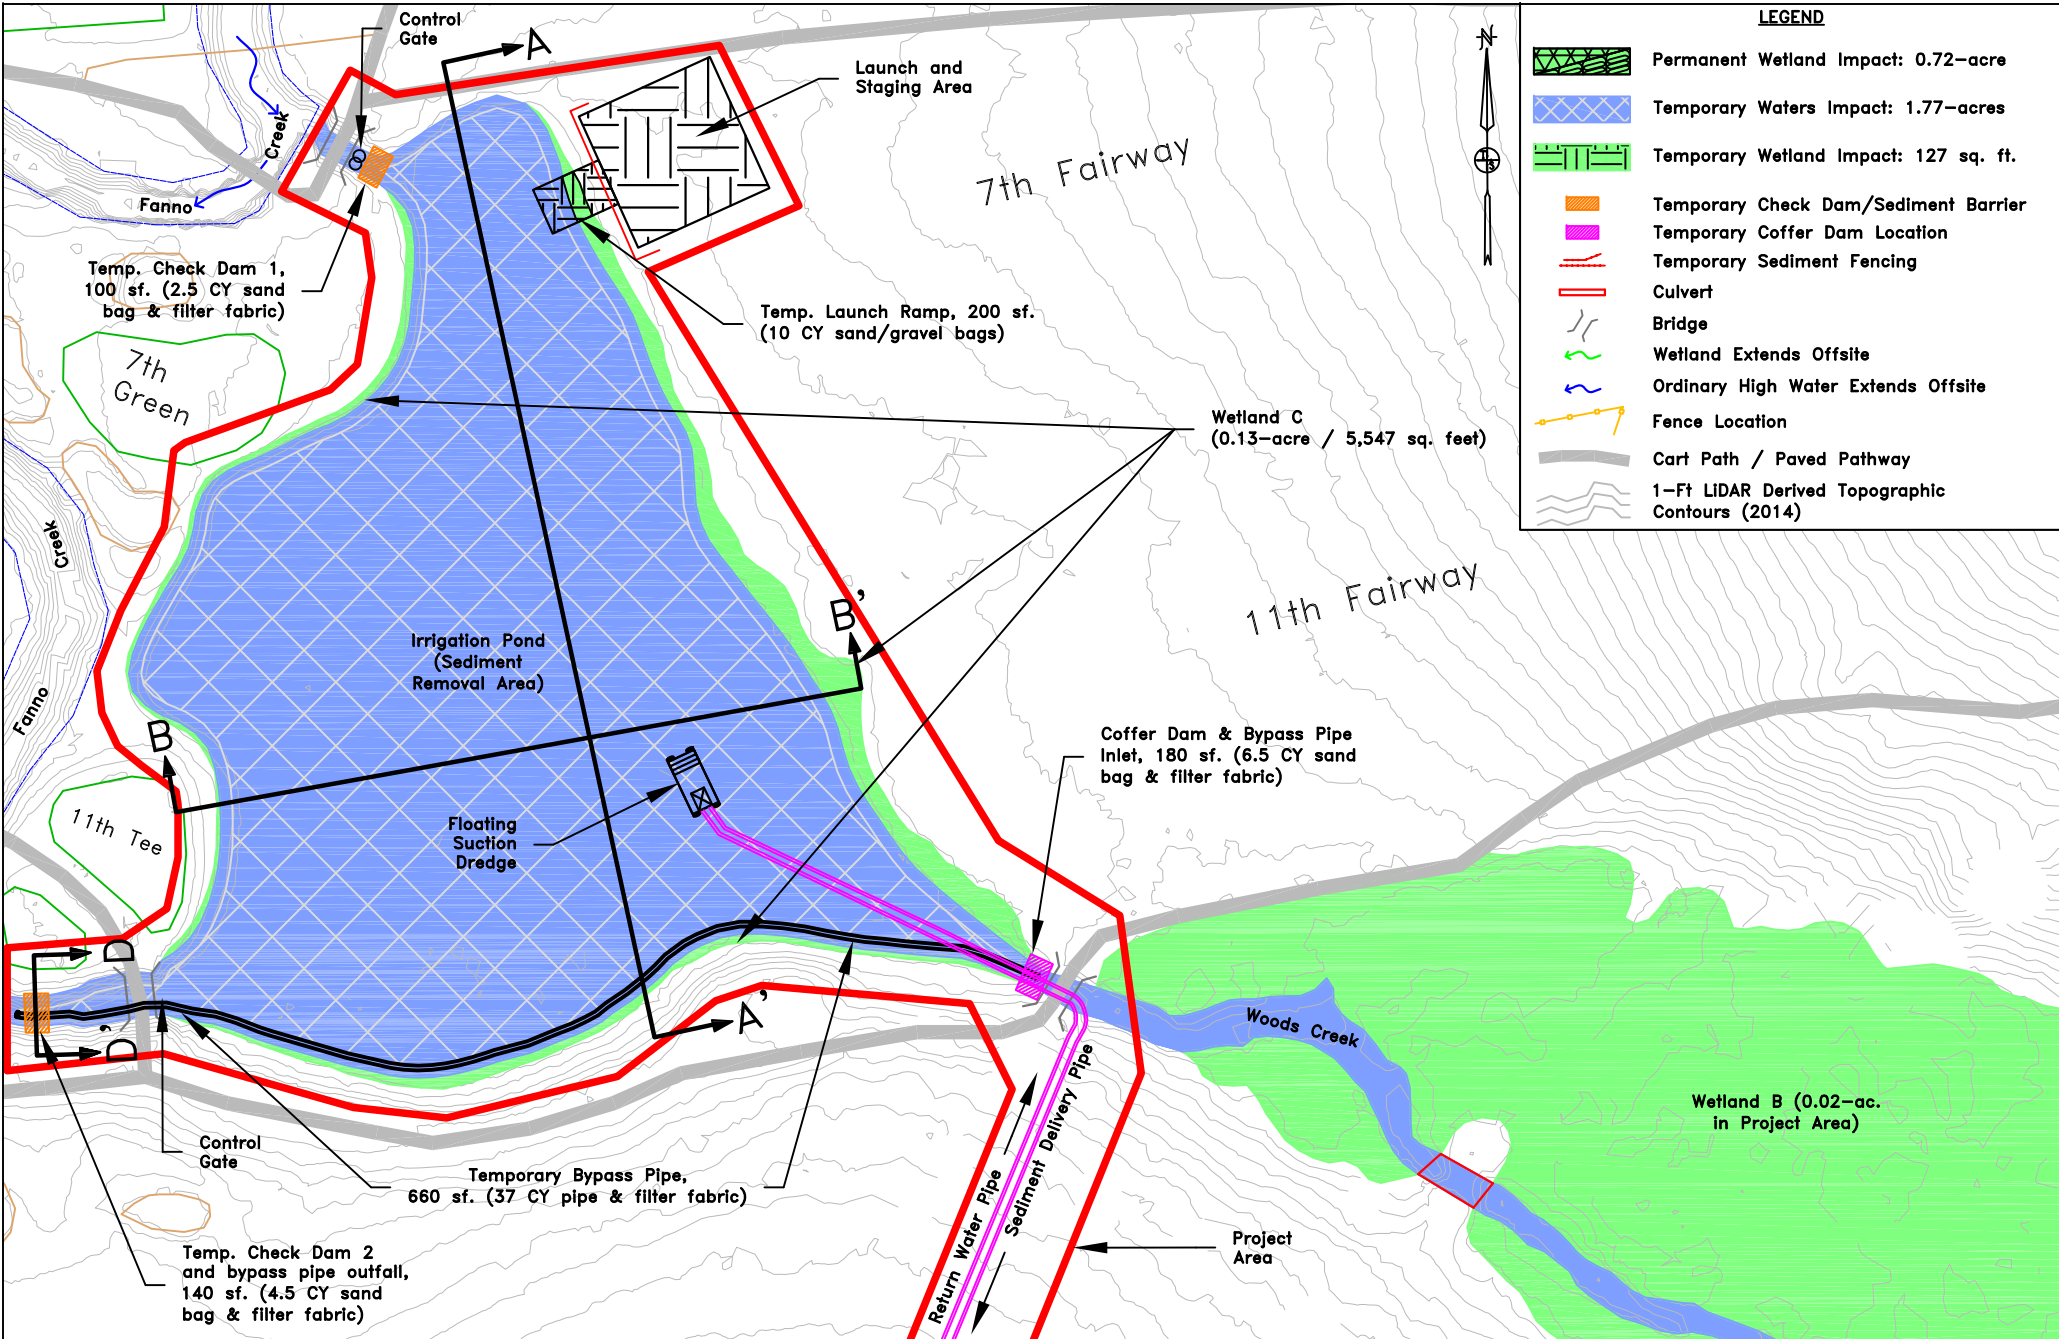 Control
Gate
A
Launch and
Staging Area
N
LEGEND
Permanent Wetland Impact: 0.72-acre
Temporary Waters Impact: 1.77-acres
Temporary Wetland Impact: 127 sq. ft.
Temporary Check Dam/Sediment Barrier
Temporary Coffer Dam Location
Temporary Sediment Fencing
Culvert
Bridge
Wetland Extends Offsite
Ordinary High Water Extends Offsite
Fence Location
Cart Path / Paved Pathway
1-Ft LiDAR Derived Topographic
Contours (2014)
Creek
Fanno
7th Fairway
Temp. Check Dam 1,
100 sf. (2.5 CY sand
bag & filter fabric)
Temp. Launch Ramp, 200 sf.
(10 CY sand/gravel bags)
7th
Green
Wetland C
(0.13-acre / 5,547 sq. feet)
Creek
Fanno
11th Fairway
B'
Irrigation Pond
(Sediment
Removal Area)
B
Coffer Dam & Bypass Pipe
Inlet, 180 sf. (6.5 CY sand
bag & filter fabric)
11th Tee
Floating
Suction
Dredge
D
D'
A'
Woods Creek
Wetland B (0.02-ac.
in Project Area)
Control
Gate
Temporary Bypass Pipe,
660 sf. (37 CY pipe & filter fabric)
Return Water Pipe
Sediment Delivery Pipe
Project
Area
Temp. Check Dam 2
and bypass pipe outfall,
140 sf. (4.5 CY sand
bag & filter fabric)